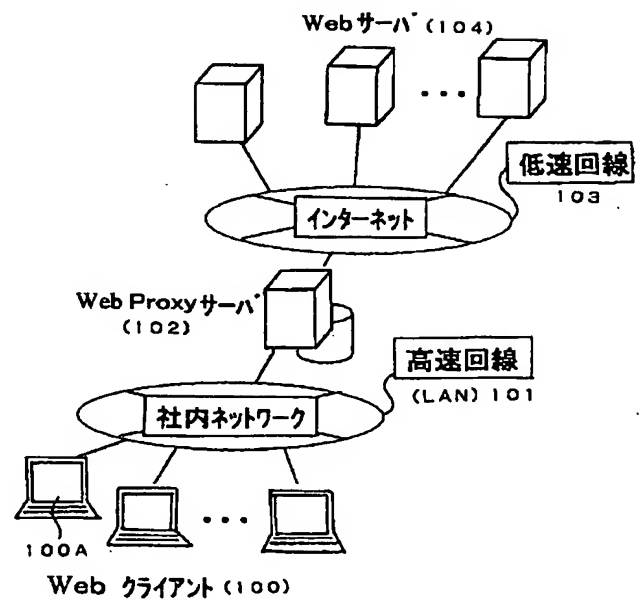 Webサーバ (104)
低速回線
103
インターネット
Web Proxyサーバ
(102)
高速回線
(LAN) 101
社内ネットワーク
100A
Web クライアント (100)